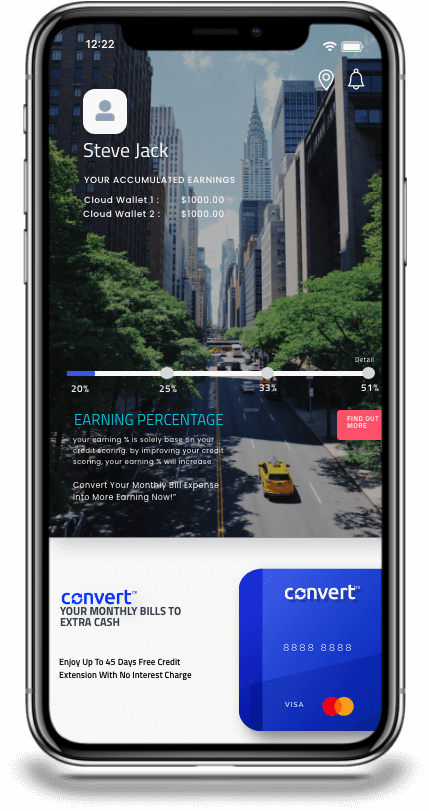 12:22
Steve Jack
YOUR ACCUMULATED EARNINGS
Cloud Wallet 1 : $1000.00
Cloud Wallet 2 : $1000.00
Detail
20% 25% 33% 51%
EARNING PERCENTAGE
FIND OUT
MORE
your earning % is solely base on your
credit scoring. by improving your credit
scoring, your earning % will increase.
Convert Your Monthly Bill Expense
Into More Earning Now!"
convert™
YOUR MONTHLY BILLS TO
EXTRA CASH
Enjoy Up To 45 Days Free Credit
Extension With No Interest Charge
convert™
8888 8888
VISA